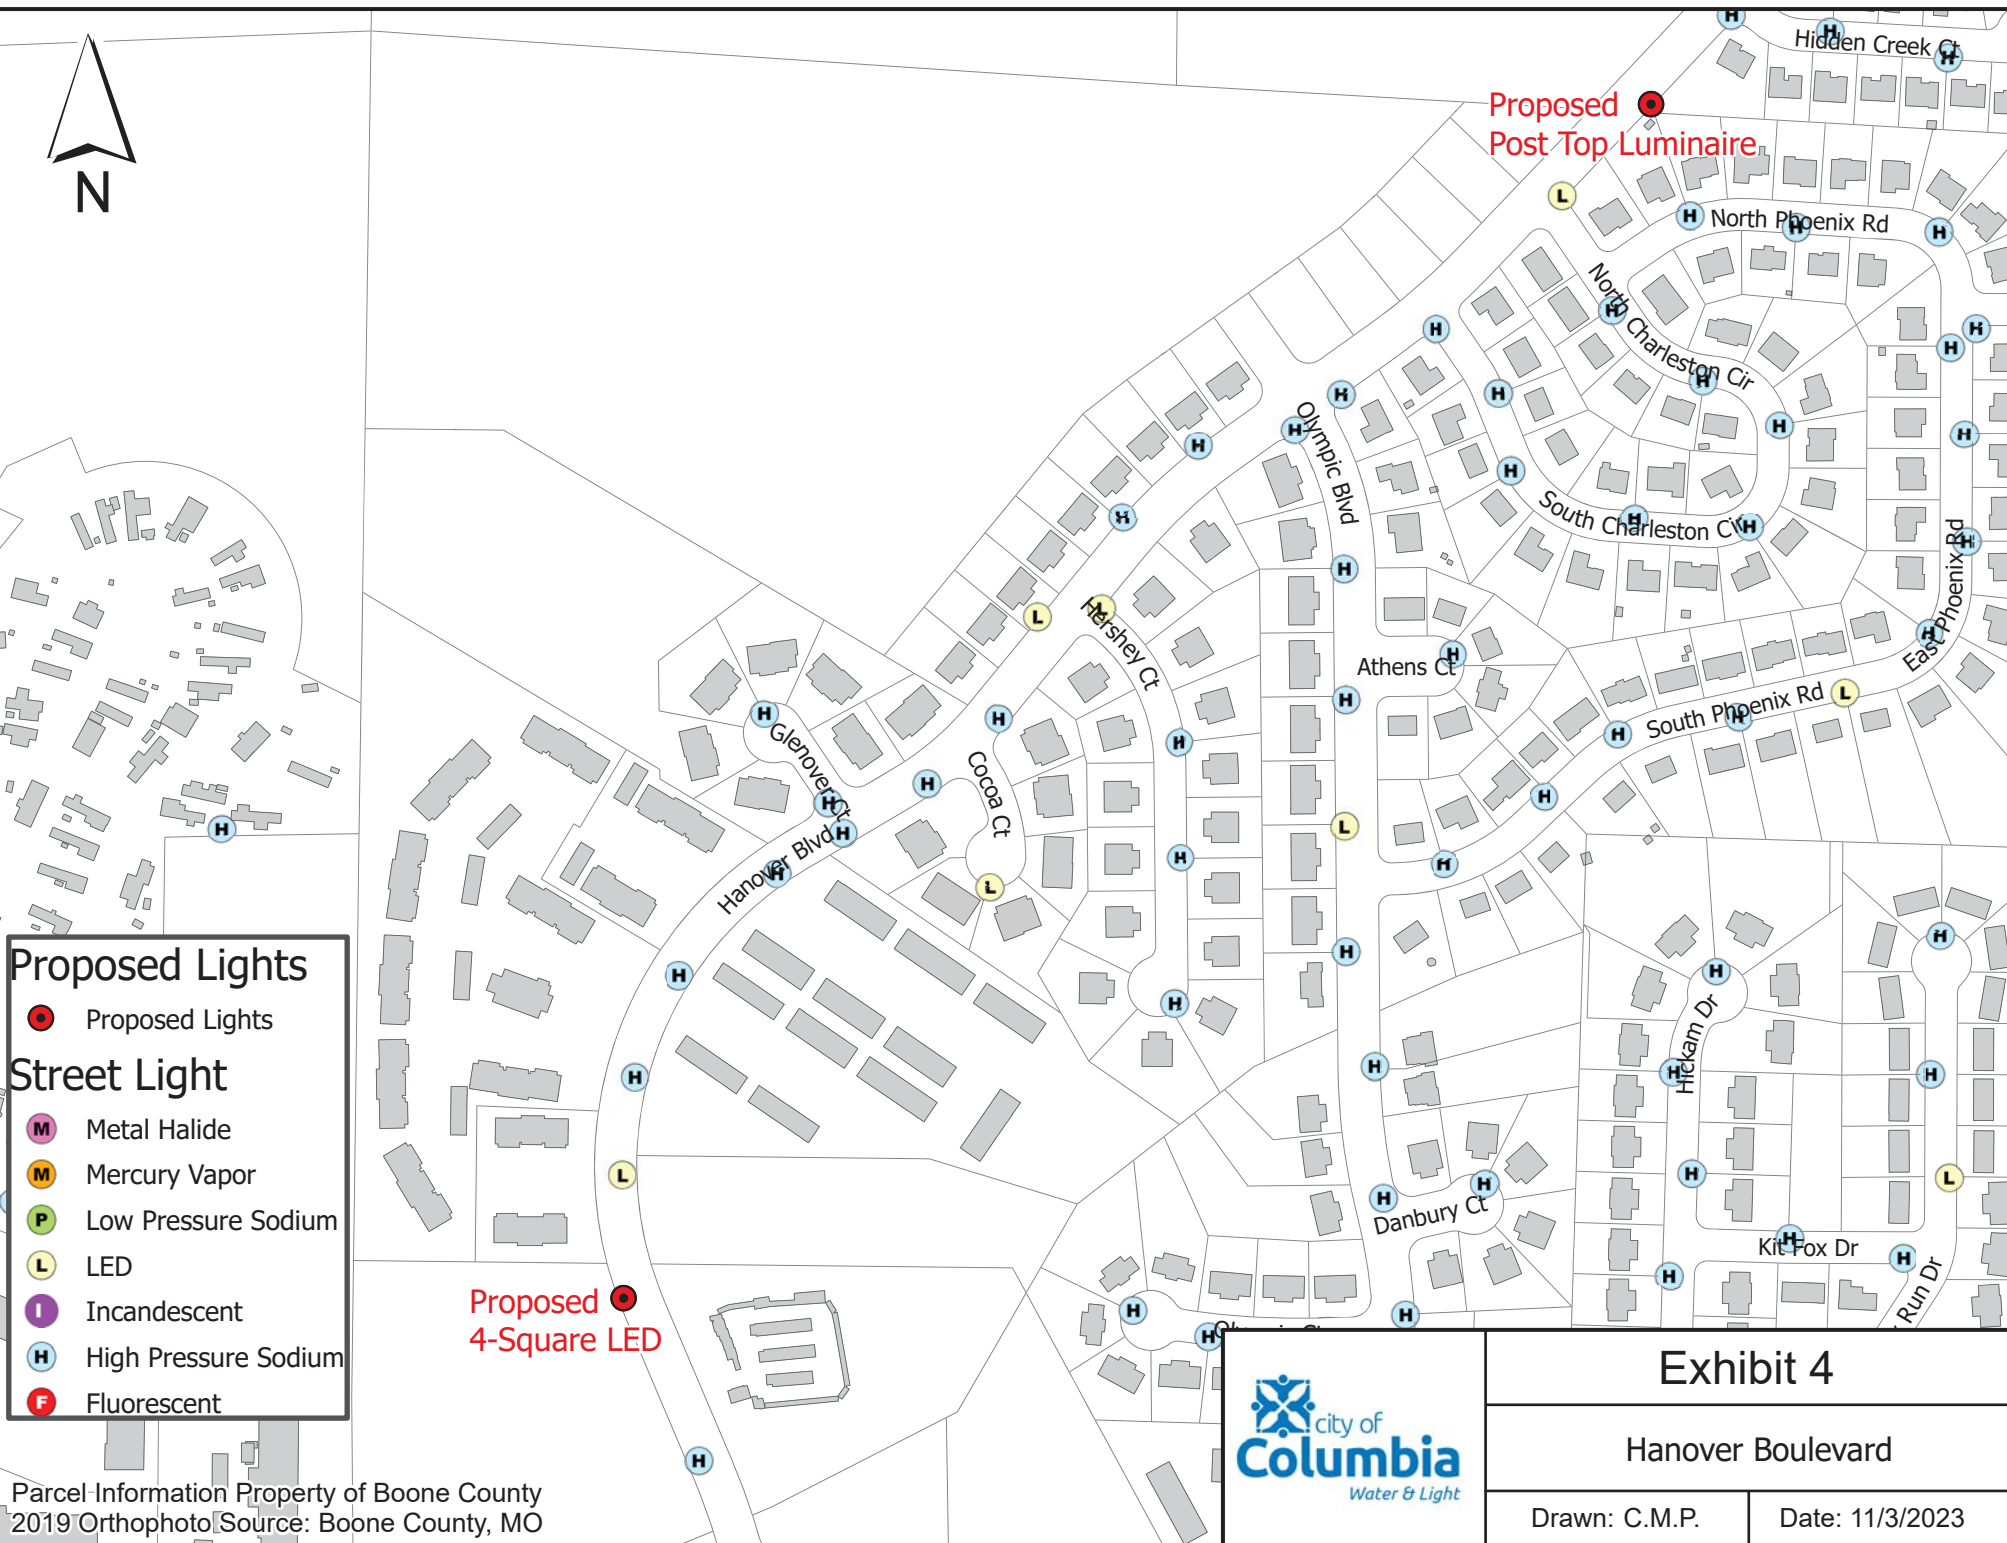 Hidden Creek Ct
Proposed
Post Top Luminaire
N
North Phoenix Rd
North Charleston Cir
Olympic Blvd
South Charleston Cir
East Phoenix Rd
Hershey Ct
Athens Ct
South Phoenix Rd
Glenover Ct
Cocoa Ct
Hanover Blvd
Hickam Dr
Danbury Ct
Kit Fox Dr
Run Dr
Proposed
4-Square LED
Proposed Lights
Proposed Lights
Street Light
M Metal Halide
M Mercury Vapor
P Low Pressure Sodium
L LED
I Incandescent
H High Pressure Sodium
F Fluorescent
Parcel Information Property of Boone County
2019 Orthophoto Source: Boone County, MO
city of
Columbia
Water & Light
Exhibit 4
Hanover Boulevard
Drawn: C.M.P.
Date: 11/3/2023